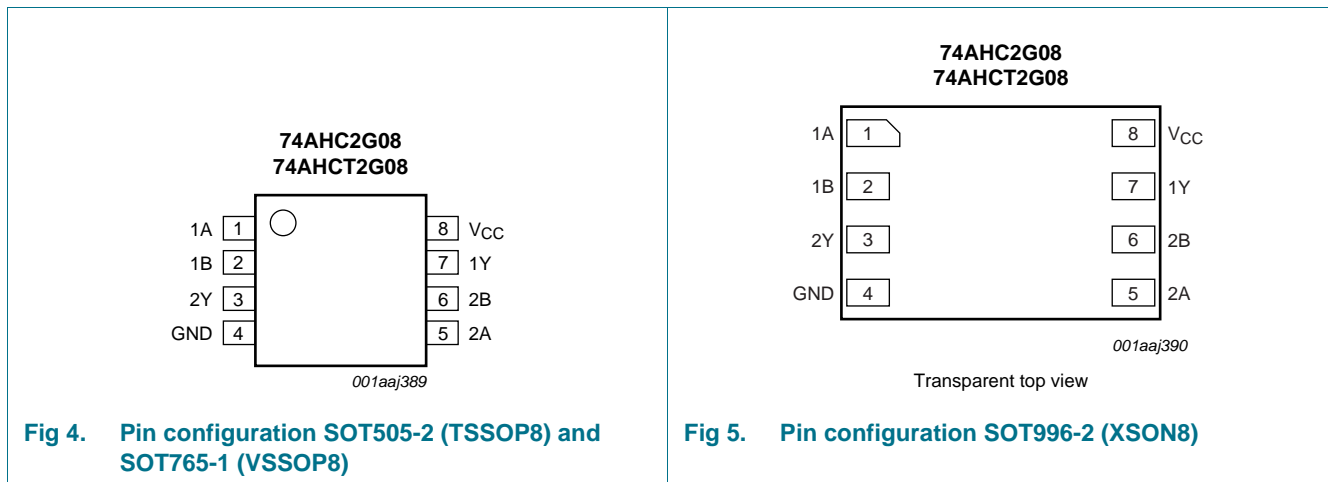 74AHC2G08
74AHCT2G08
1A 1 8 VCC
1B 2 7 1Y
2Y 3 6 2B
GND 4 5 2A
001aaj389
Fig 4. Pin configuration SOT505-2 (TSSOP8) and
SOT765-1 (VSSOP8)
74AHC2G08
74AHCT2G08
1A 1 8 VCC
1B 2 7 1Y
2Y 3 6 2B
GND 4 5 2A
001aaj390
Transparent top view
Fig 5. Pin configuration SOT996-2 (XSON8)